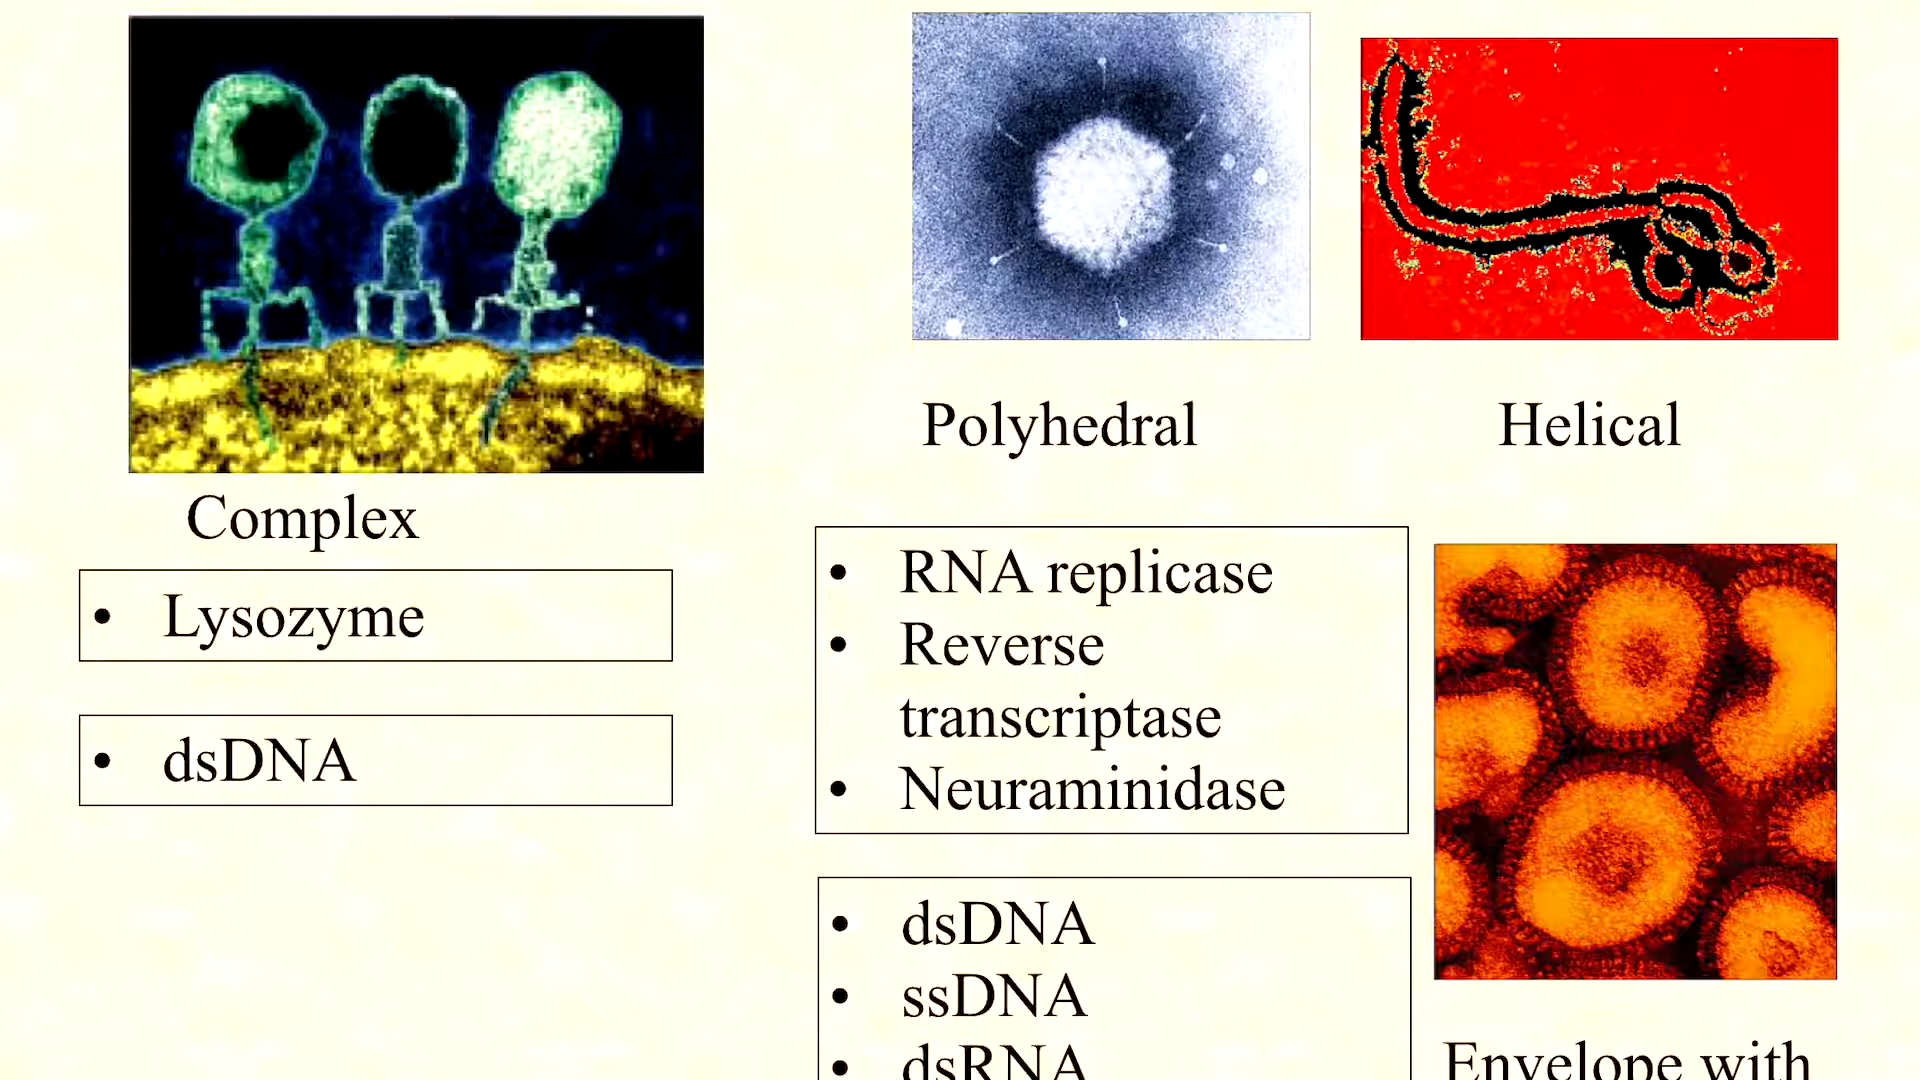 Polyhedral
Helical
Complex
• Lysozyme
• dsDNA
• RNA replicase
• Reverse
transcriptase
• Neuraminidase
• dsDNA
• ssDNA
• dsRNA
Envelope with